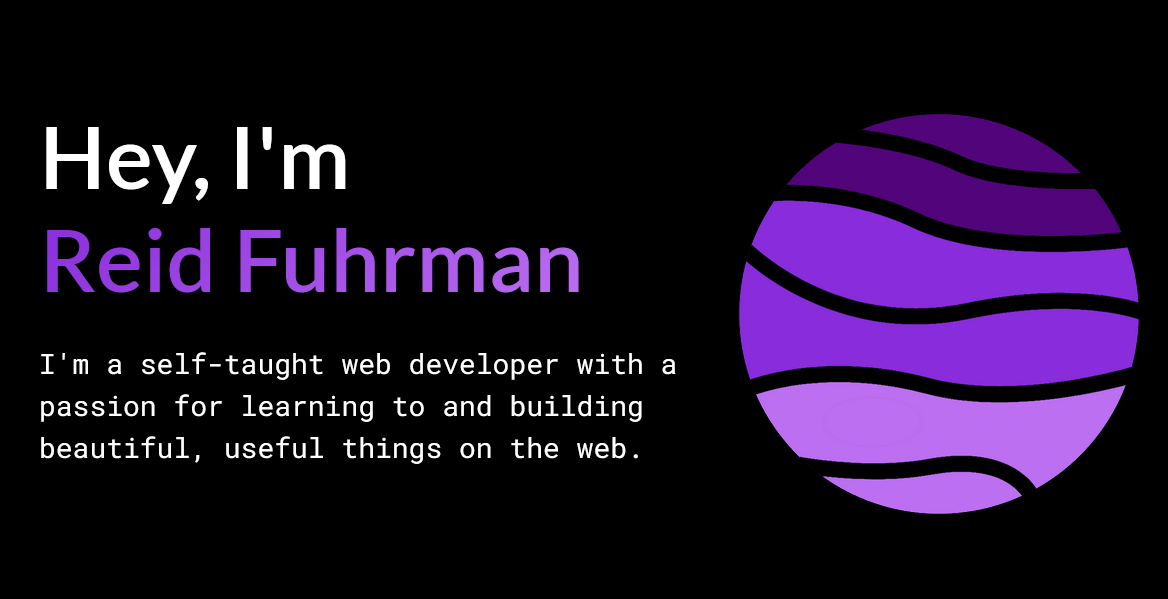 Hey, I'm
Reid Fuhrman
I'm a self-taught web developer with a
passion for learning to and building
beautiful, useful things on the web.